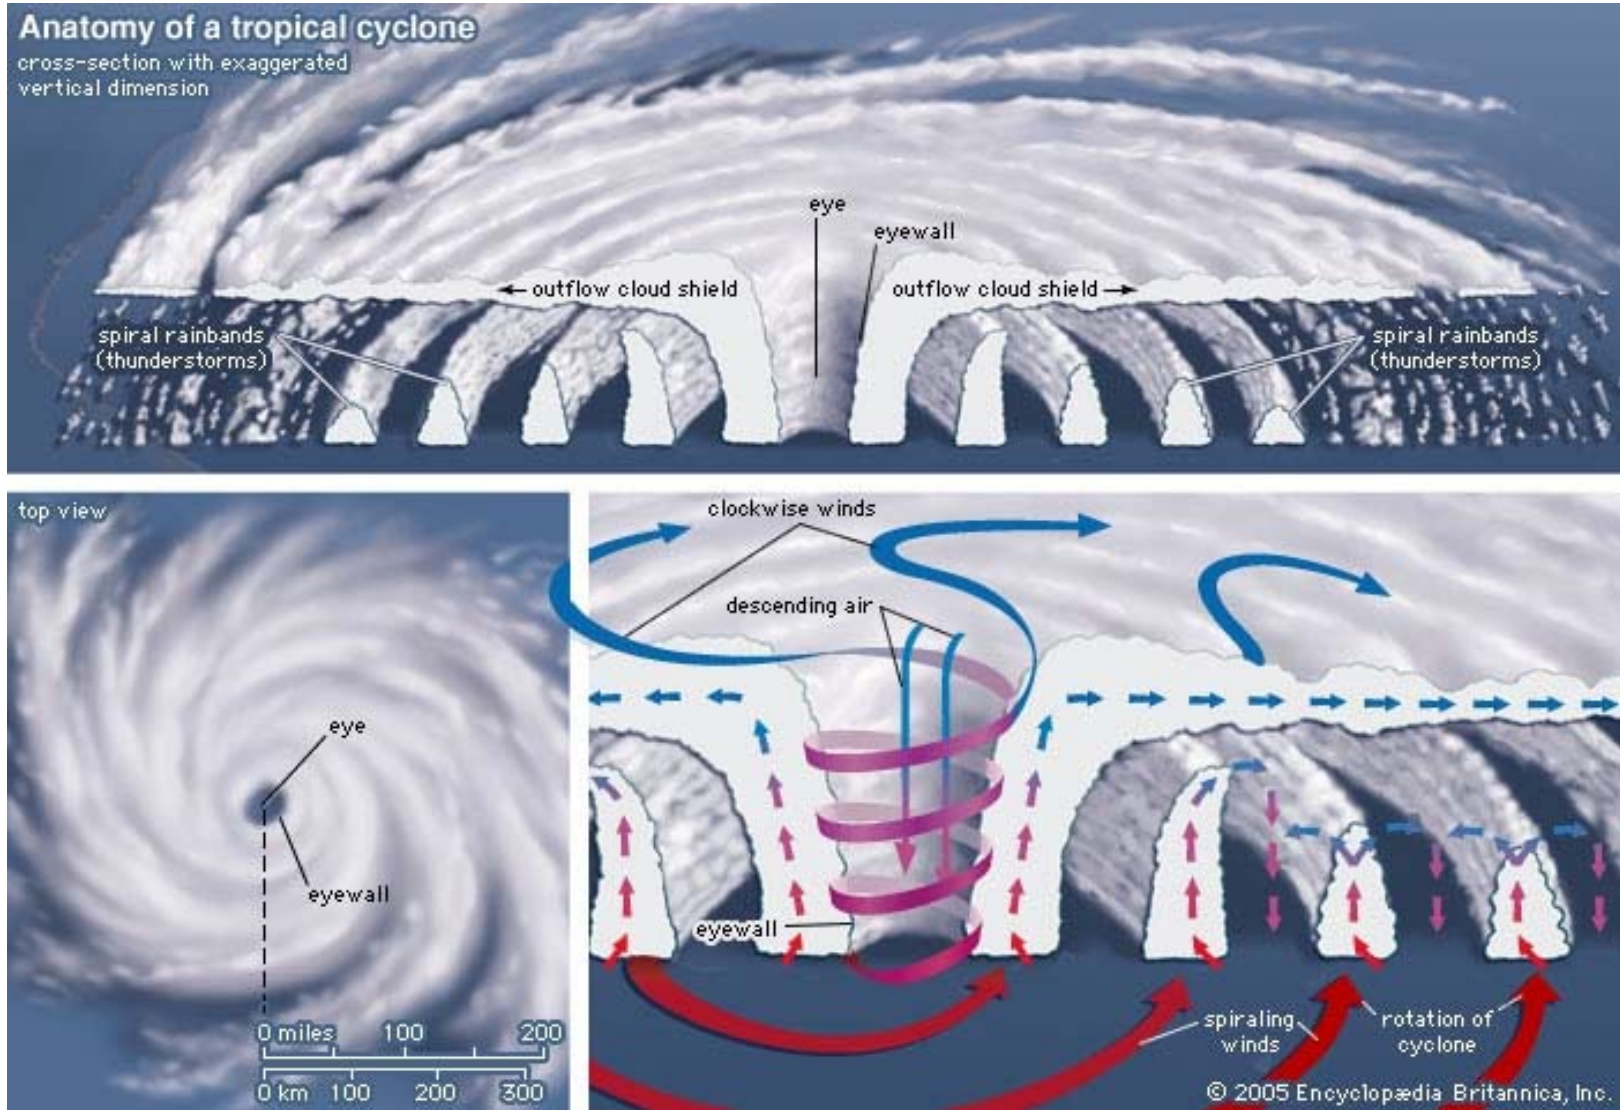 Anatomy of a tropical cyclone
cross-section with exaggerated
vertical dimension
eye
eyewall
outflow cloud shield
outflow cloud shield
spiral rainbands
(thunderstorms)
spiral rainbands
(thunderstorms)
top view
eye
eyewall
0 miles 100 200
0 km 100 200 300
clockwise winds
descending air
eyewall
spiraling
winds
rotation of
cyclone
© 2005 Encyclopædia Britannica, Inc.